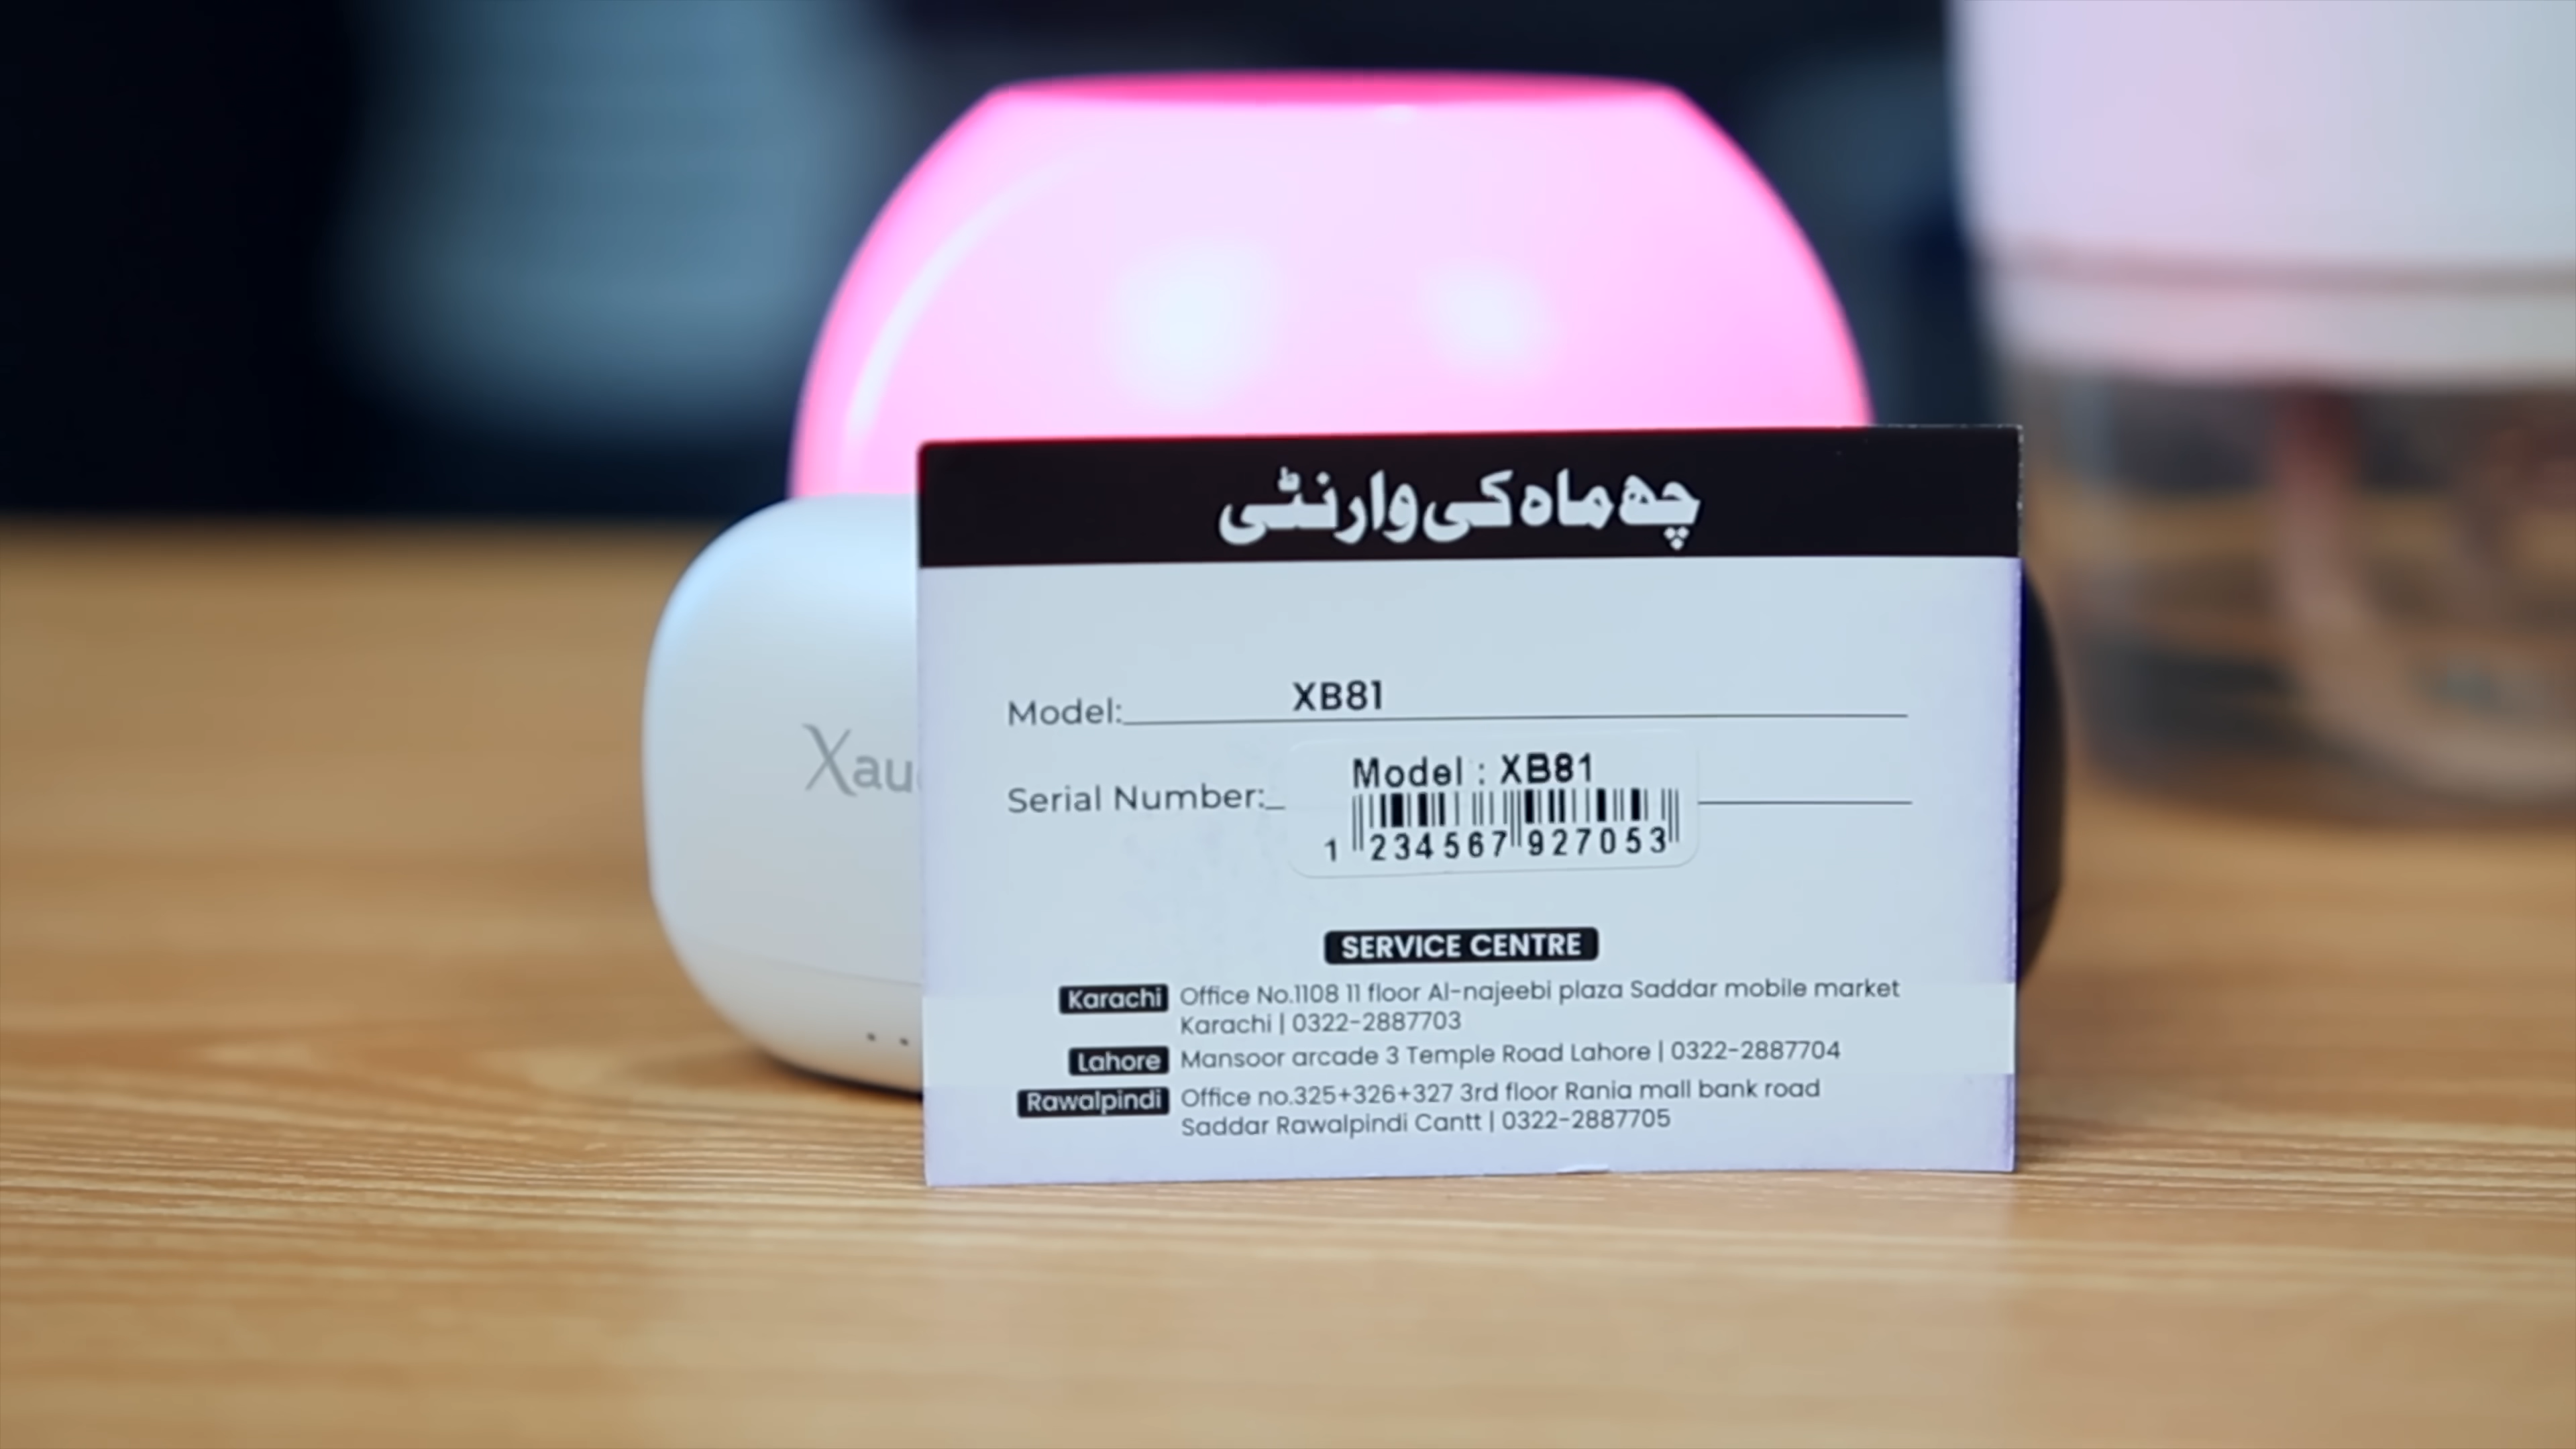 چھ ماہ کی وارنٹی
Xau
Model: XB81
Model : XB81
Serial Number:
1 234567 927053
SERVICE CENTRE
Karachi Office No.1108 11 floor Al-najeebi plaza Saddar mobile market
Karachi | 0322-2887703
Lahore Mansoor arcade 3 Temple Road Lahore | 0322-2887704
Rawalpindi Office no.325+326+327 3rd floor Rania mall bank road
Saddar Rawalpindi Cantt | 0322-2887705